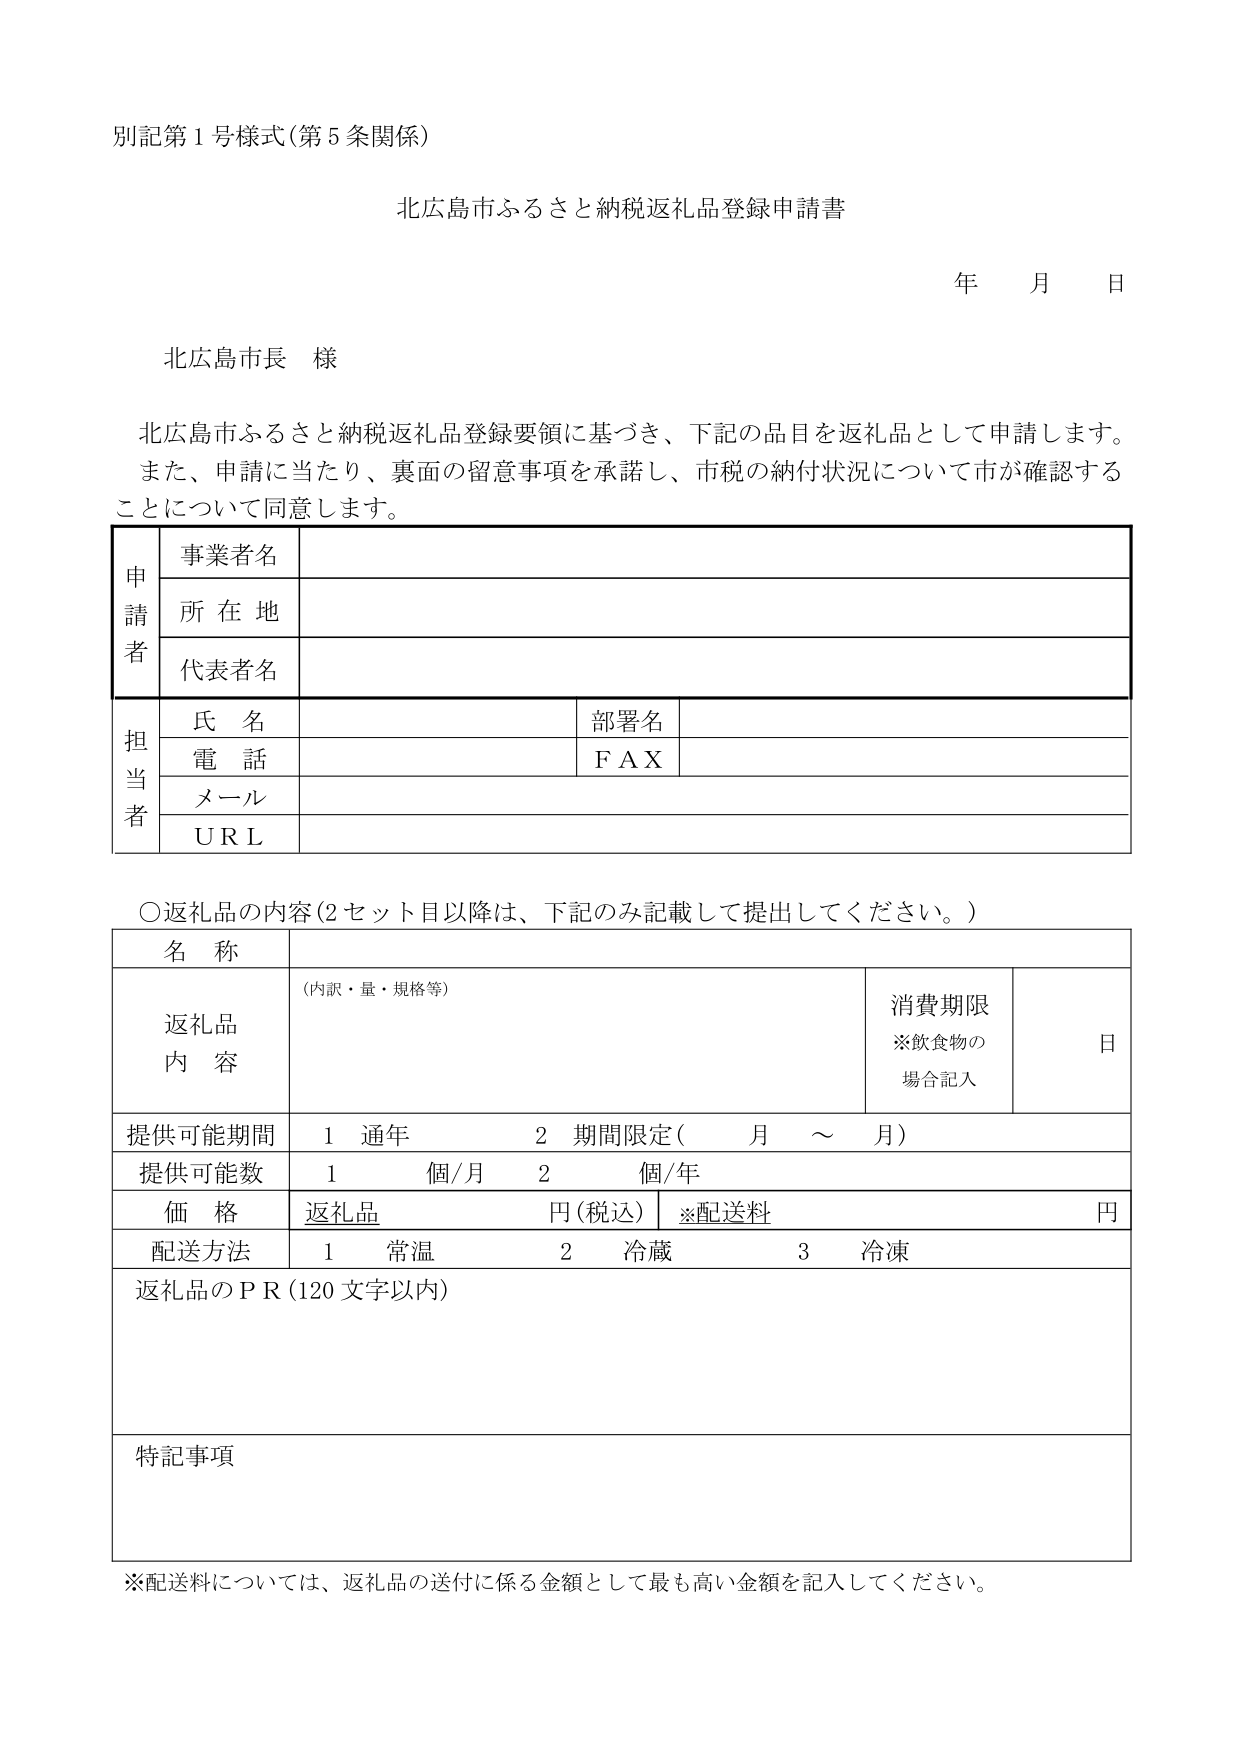 別記第１号様式(第５条関係)
北広島市ふるさと納税返礼品登録申請書
年　　月　　日
北広島市長　様
北広島市ふるさと納税返礼品登録要領に基づき、下記の品目を返礼品として申請します。
また、申請に当たり、裏面の留意事項を承諾し、市税の納付状況について市が確認する
ことについて同意します。
申請者
事業者名
所 在 地
代表者名
担当者
氏　名　部署名
電　話　ＦＡＸ
メール
ＵＲＬ
〇返礼品の内容(2セット目以降は、下記のみ記載して提出してください。)
名　称
返礼品
内　容
(内訳・量・規格等)
消費期限
※飲食物の
場合記入
日
提供可能期間　1　通年　　2　期間限定(　　月　～　月)
提供可能数　1　　個/月　2　　個/年
価　格　返礼品　　円(税込)　※配送料　　円
配送方法　1　常温　　2　冷蔵　　3　冷凍
返礼品のＰＲ(120文字以内)
特記事項
※配送料については、返礼品の送付に係る金額として最も高い金額を記入してください。